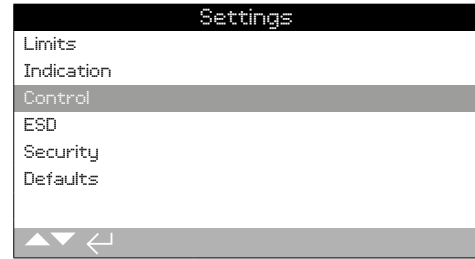 Settings
Limits
Indication
Control
ESD
Security
Defaults